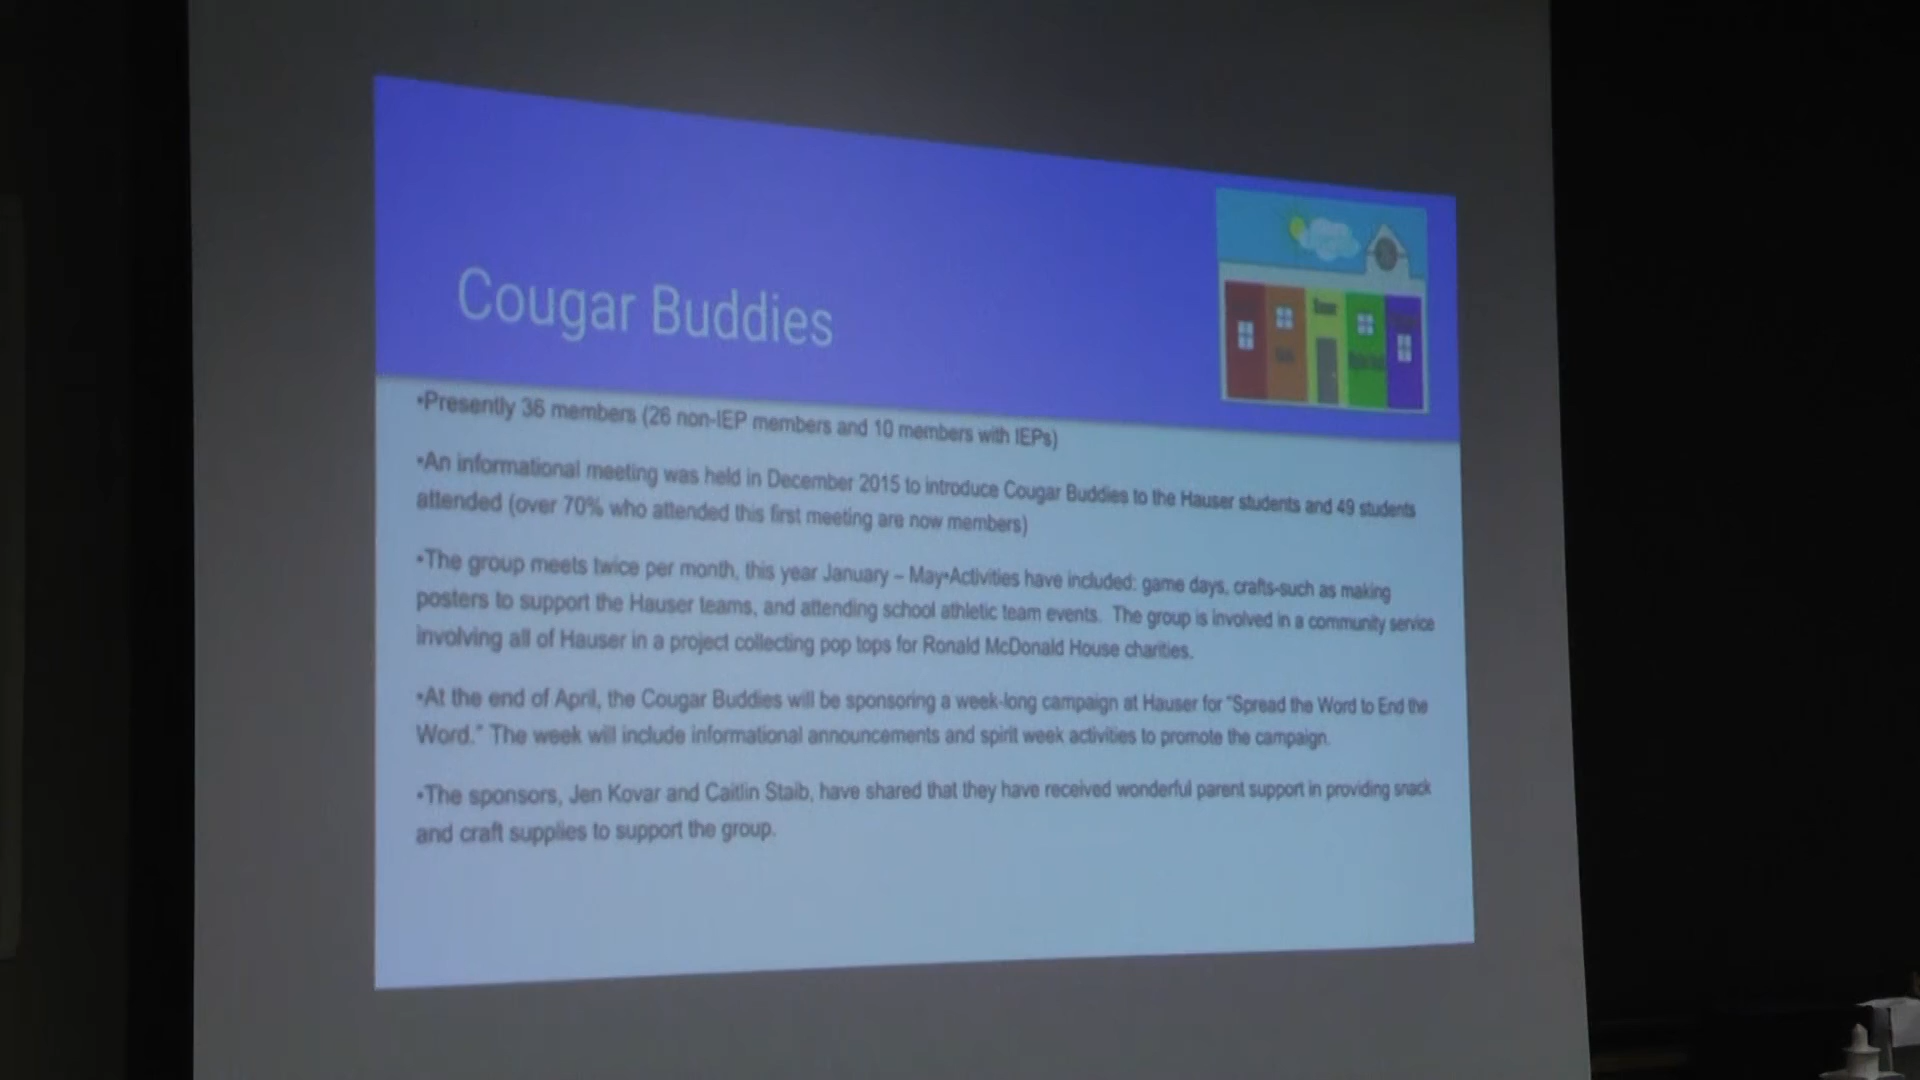 Cougar Buddies
•Presently 36 members (26 non-IEP members and 10 members with IEPs)
•An informational meeting was held in December 2015 to introduce Cougar Buddies to the Hauser students and 49 students
attended (over 70% who attended this first meeting are now members)
•The group meets twice per month, this year January – May•Activities have included: game days, crafts-such as making
posters to support the Hauser teams, and attending school athletic team events. The group is involved in a community service
involving all of Hauser in a project collecting pop tops for Ronald McDonald House charities.
•At the end of April, the Cougar Buddies will be sponsoring a week-long campaign at Hauser for "Spread the Word to End the
Word." The week will include informational announcements and spirit week activities to promote the campaign.
•The sponsors, Jen Kovar and Caitlin Staib, have shared that they have received wonderful parent support in providing snack
and craft supplies to support the group.